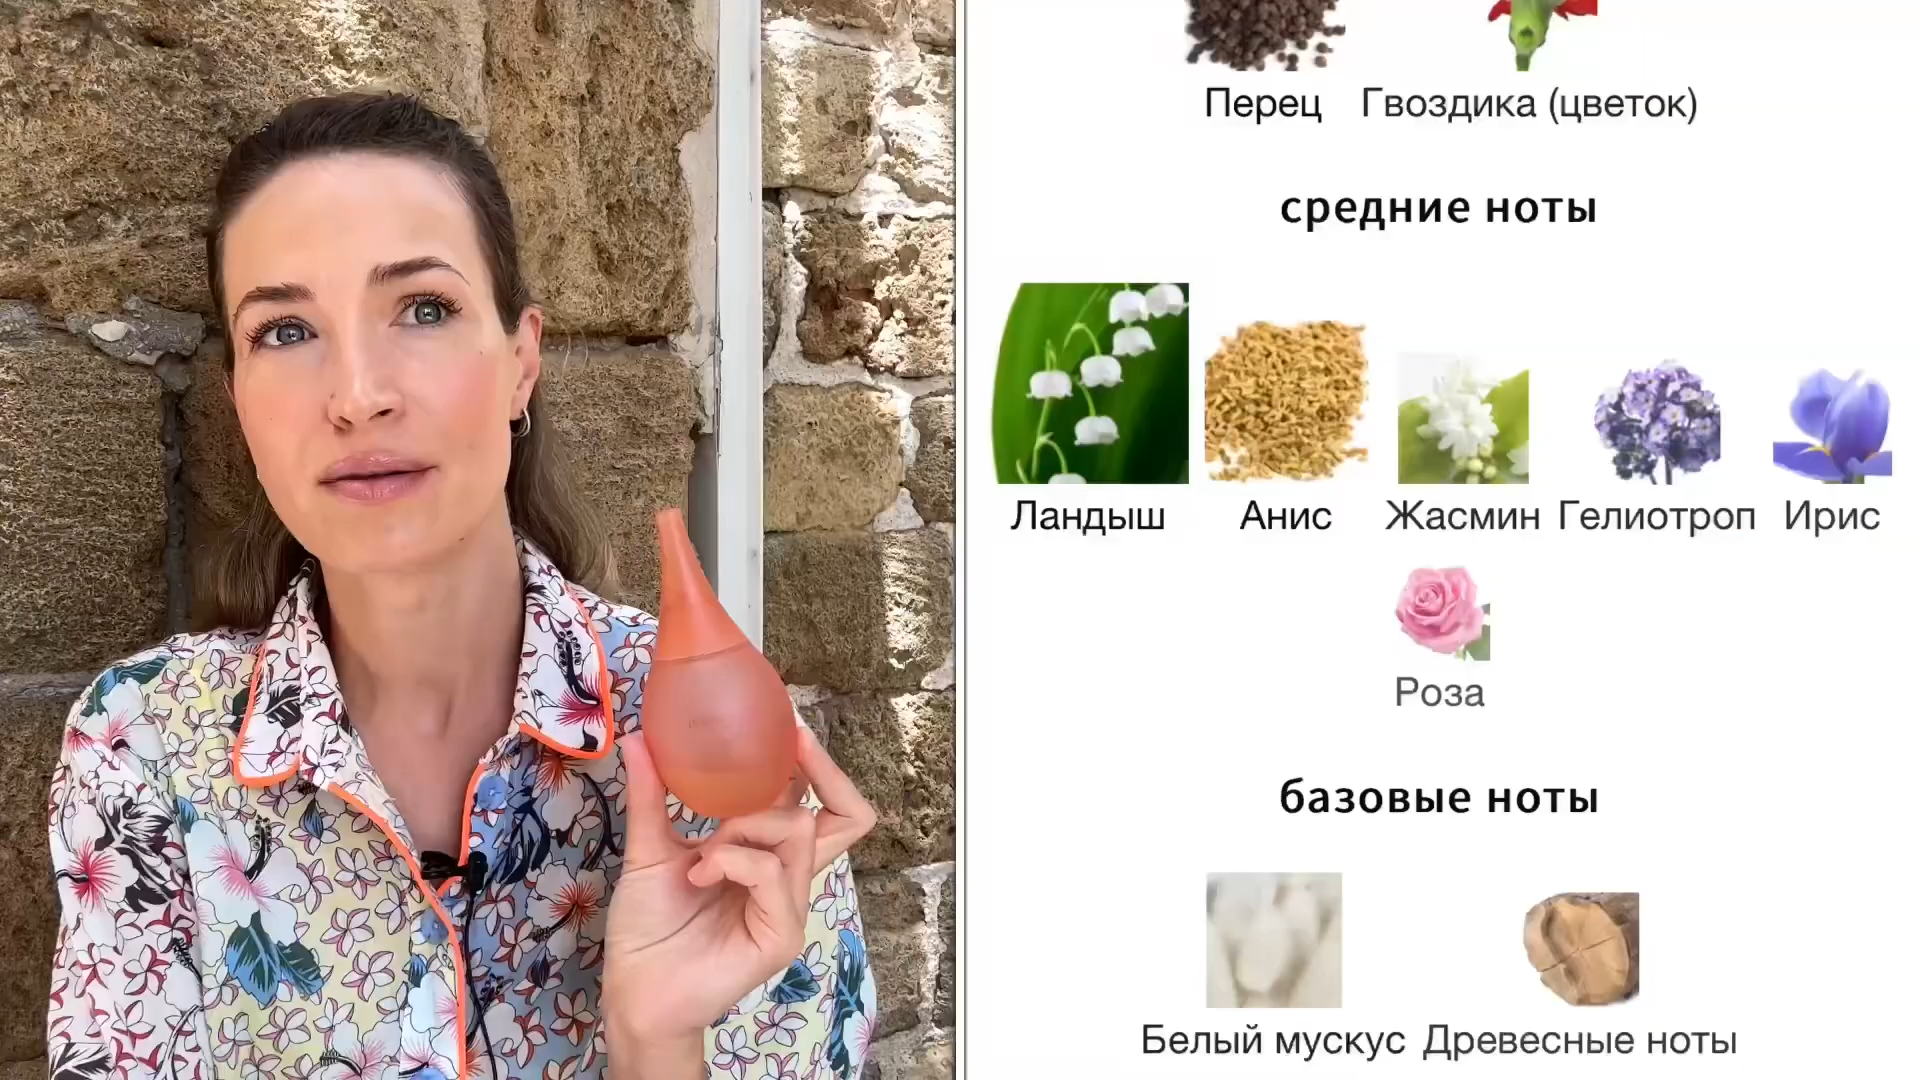 Перец Гвоздика (цветок)
средние ноты
Ландыш Анис Жасмин Гелиотроп Ирис
Роза
базовые ноты
Белый мускус Древесные ноты